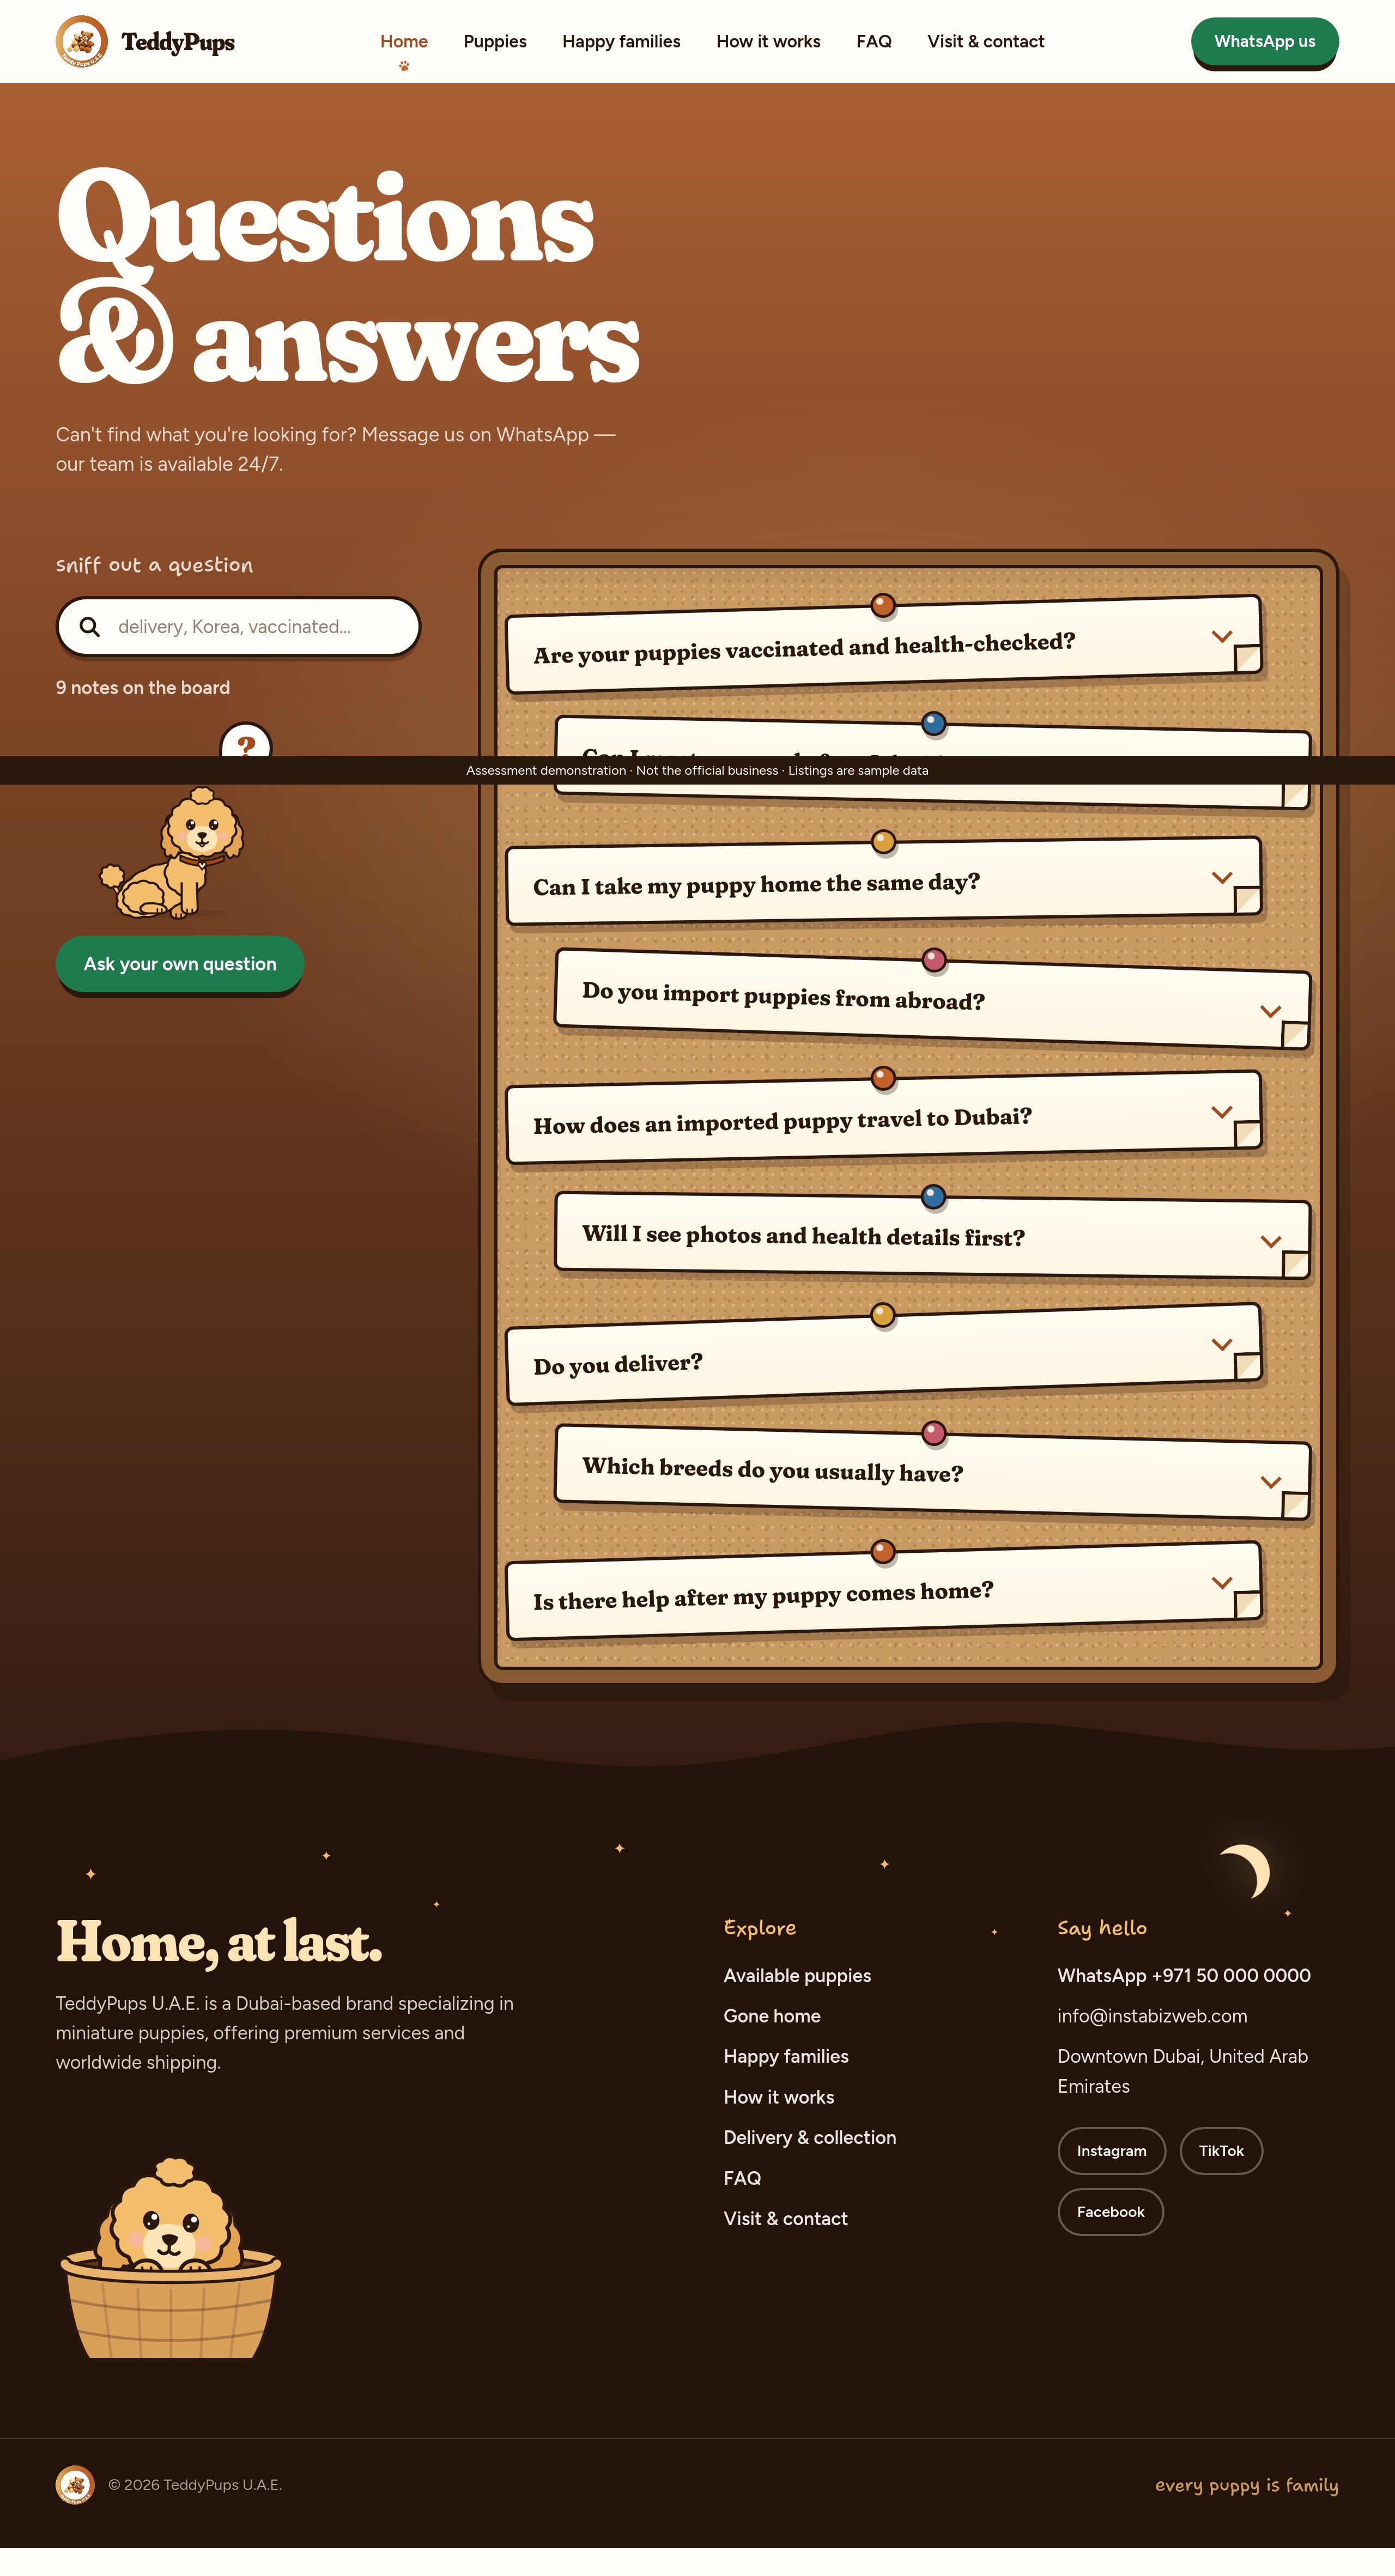 TeddyPups
Home
Puppies
Happy families
How it works
FAQ
Visit & contact
WhatsApp us
Questions
& answers
Can't find what you're looking for? Message us on WhatsApp —
our team is available 24/7.
sniff out a question
delivery, Korea, vaccinated...
9 notes on the board
?
Ask your own question
Are your puppies vaccinated and health-checked?
Assessment demonstration · Not the official business · Listings are sample data
Can I take my puppy home the same day?
Do you import puppies from abroad?
How does an imported puppy travel to Dubai?
Will I see photos and health details first?
Do you deliver?
Which breeds do you usually have?
Is there help after my puppy comes home?
Home, at last.
TeddyPups U.A.E. is a Dubai-based brand specializing in
miniature puppies, offering premium services and
worldwide shipping.
Explore
Available puppies
Gone home
Happy families
How it works
Delivery & collection
FAQ
Visit & contact
Say hello
WhatsApp +971 50 000 0000
info@instabizweb.com
Downtown Dubai, United Arab
Emirates
Instagram
TikTok
Facebook
© 2026 TeddyPups U.A.E.
every puppy is family